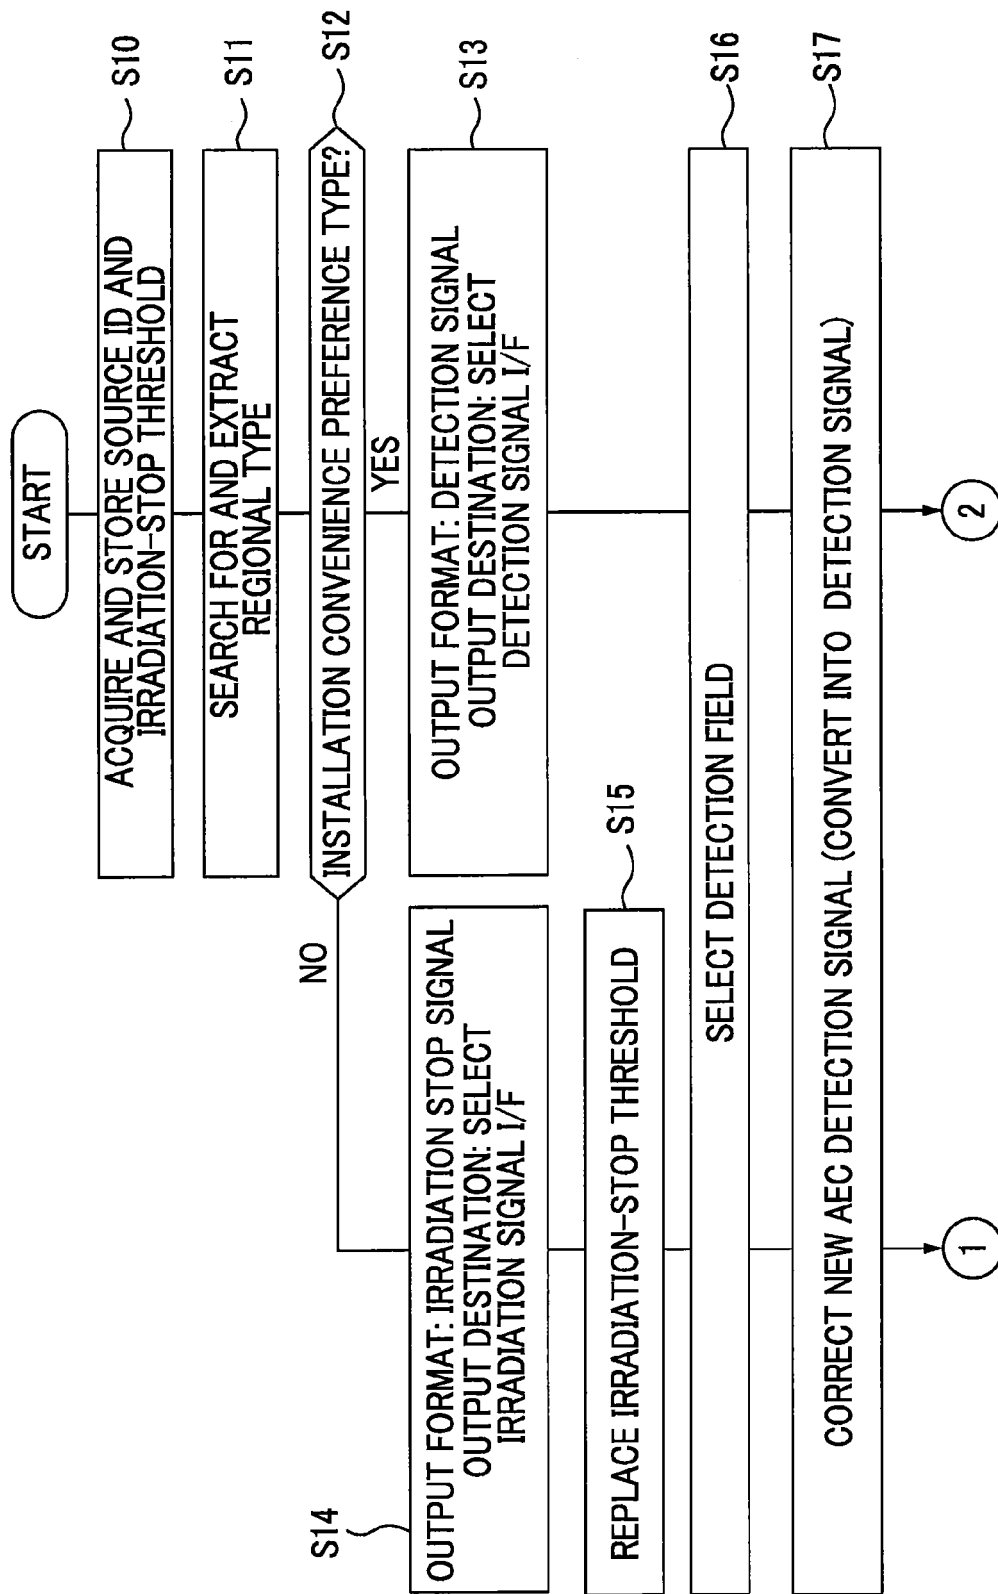 START
ACQUIRE AND STORE SOURCE ID AND
IRRADIATION-STOP THRESHOLD
S10
SEARCH FOR AND EXTRACT
REGIONAL TYPE
S11
INSTALLATION CONVENIENCE PREFERENCE TYPE?
S12
NO
YES
OUTPUT FORMAT: DETECTION SIGNAL
OUTPUT DESTINATION: SELECT
DETECTION SIGNAL I/F
S13
S14
OUTPUT FORMAT: IRRADIATION STOP SIGNAL
OUTPUT DESTINATION: SELECT
IRRADIATION SIGNAL I/F
REPLACE IRRADIATION-STOP THRESHOLD
S15
SELECT DETECTION FIELD
S16
CORRECT NEW AEC DETECTION SIGNAL (CONVERT INTO DETECTION SIGNAL)
S17
1
2